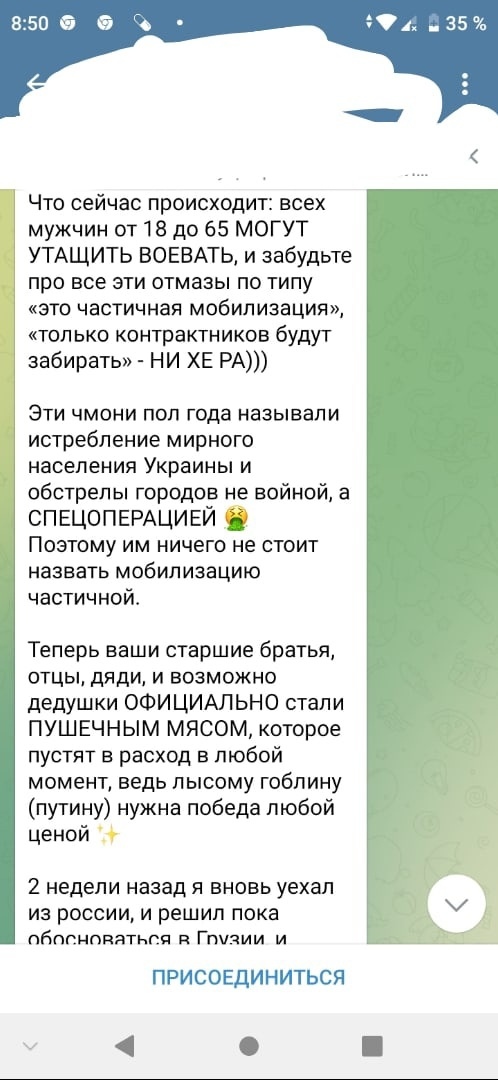 8:50
35 %
Что сейчас происходит: всех
мужчин от 18 до 65 МОГУТ
УТАЩИТЬ ВОЕВАТЬ, и забудьте
про все эти отмазы по типу
«это частичная мобилизация»,
«только контрактников будут
забирать» - НИ ХЕ РА)))
Эти чмони пол года называли
истребление мирного
населения Украины и
обстрелы городов не войной, а
СПЕЦОПЕРАЦИЕЙ 🤮
Поэтому им ничего не стоит
назвать мобилизацию
частичной.
Теперь ваши старшие братья,
отцы, дяди, и возможно
дедушки ОФИЦИАЛЬНО стали
ПУШЕЧНЫМ МЯСОМ, которое
пустят в расход в любой
момент, ведь лысому гоблину
(путину) нужна победа любой
ценой ✨
2 недели назад я вновь уехал
из россии, и решил пока
обосноваться в Грузии, и
ПРИСОЕДИНИТЬСЯ